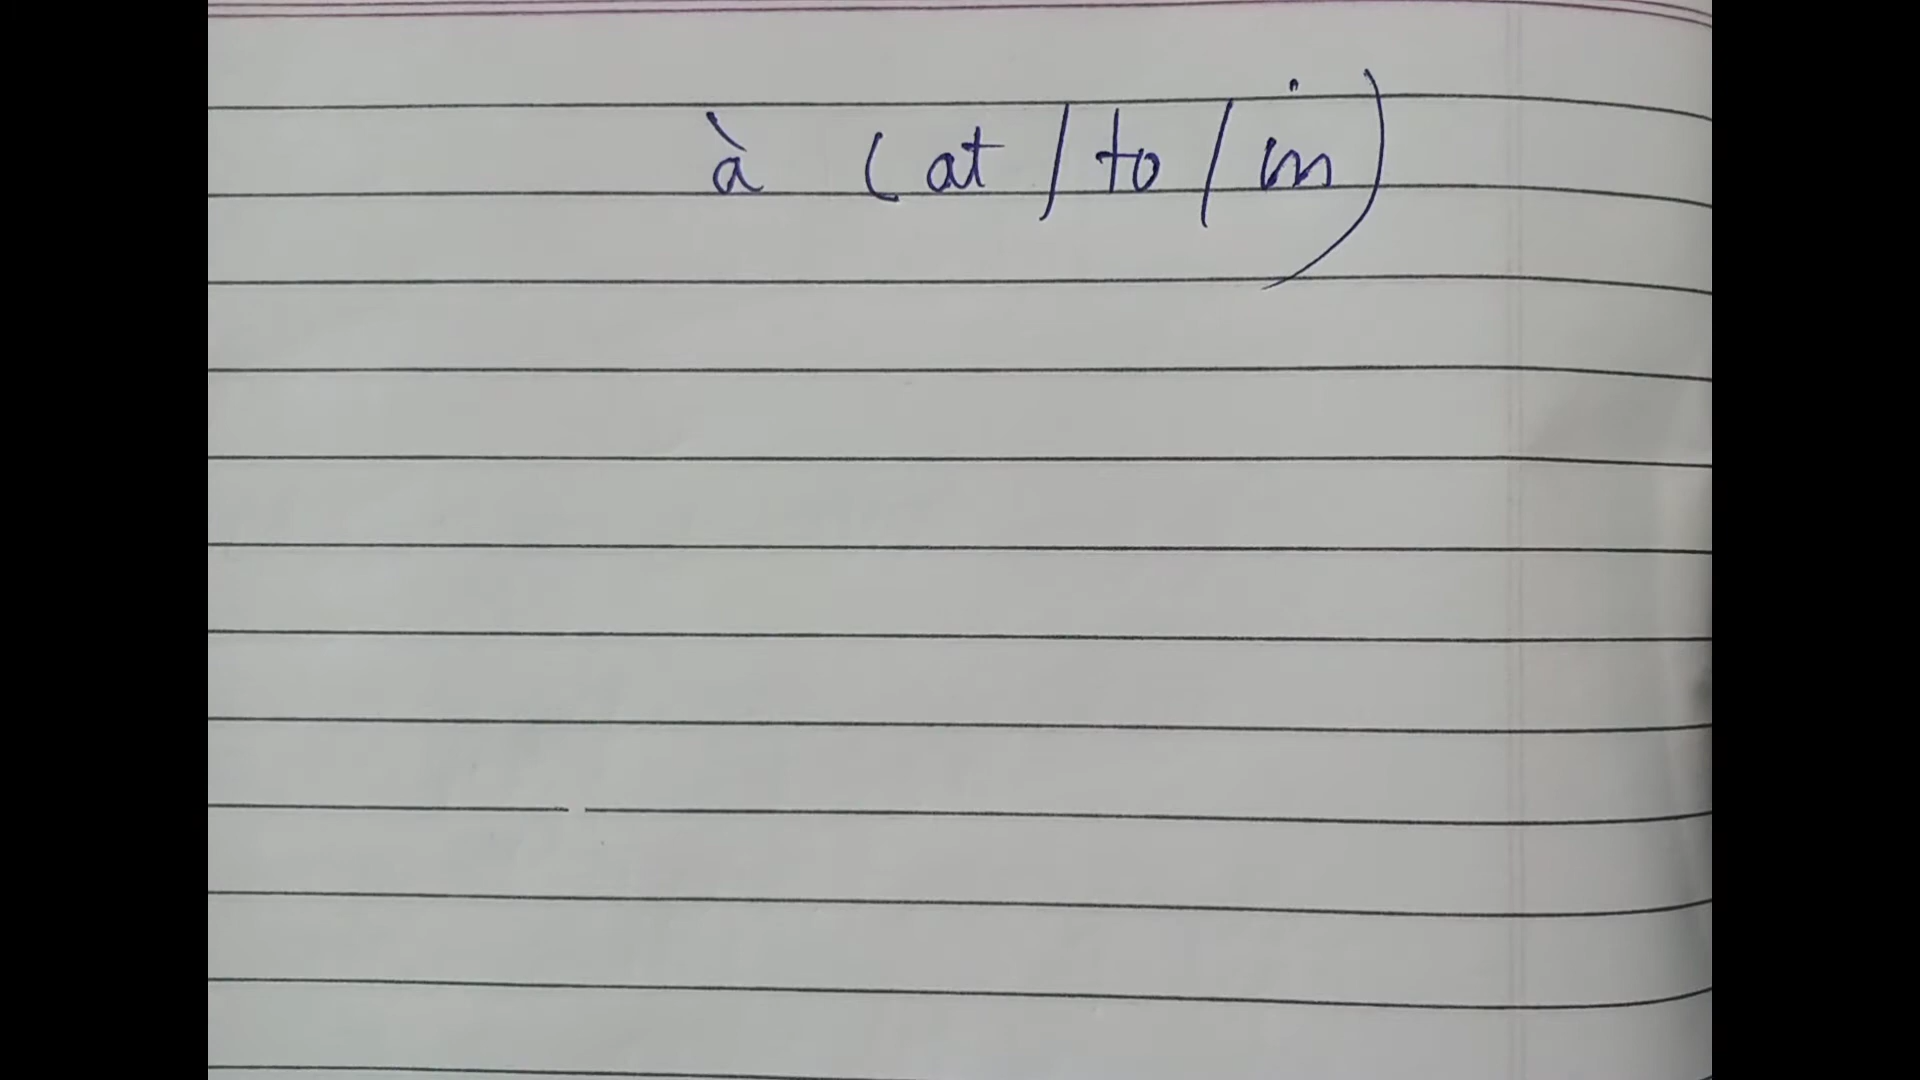 à (at / to / in)